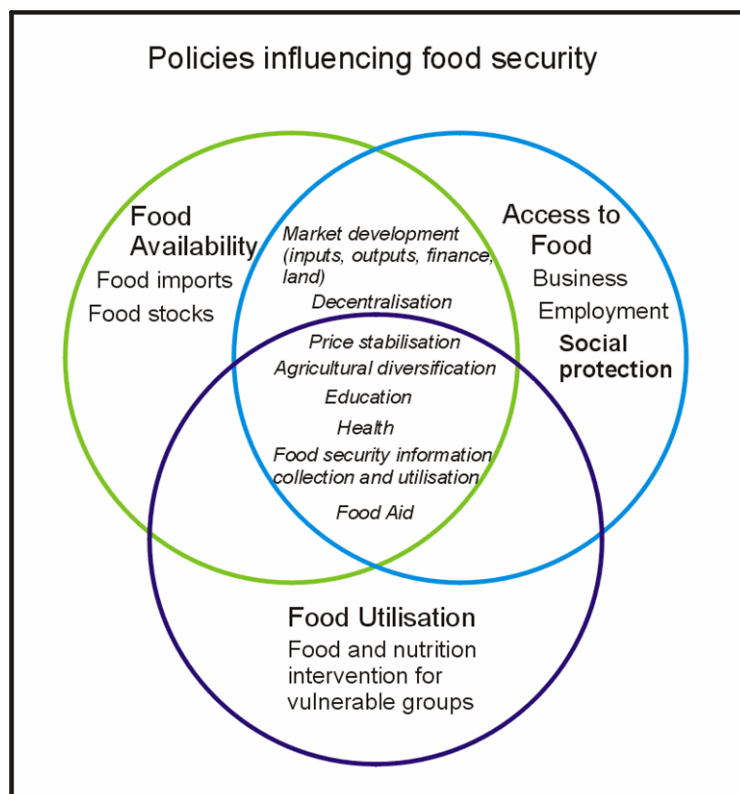 Policies influencing food security
Food
Availability
Food imports
Food stocks
Market development
(inputs, outputs, finance,
land)
Decentralisation
Price stabilisation
Agricultural diversification
Education
Health
Food security information
collection and utilisation
Food Aid
Access to
Food
Business
Employment
Social
protection
Food Utilisation
Food and nutrition
intervention for
vulnerable groups